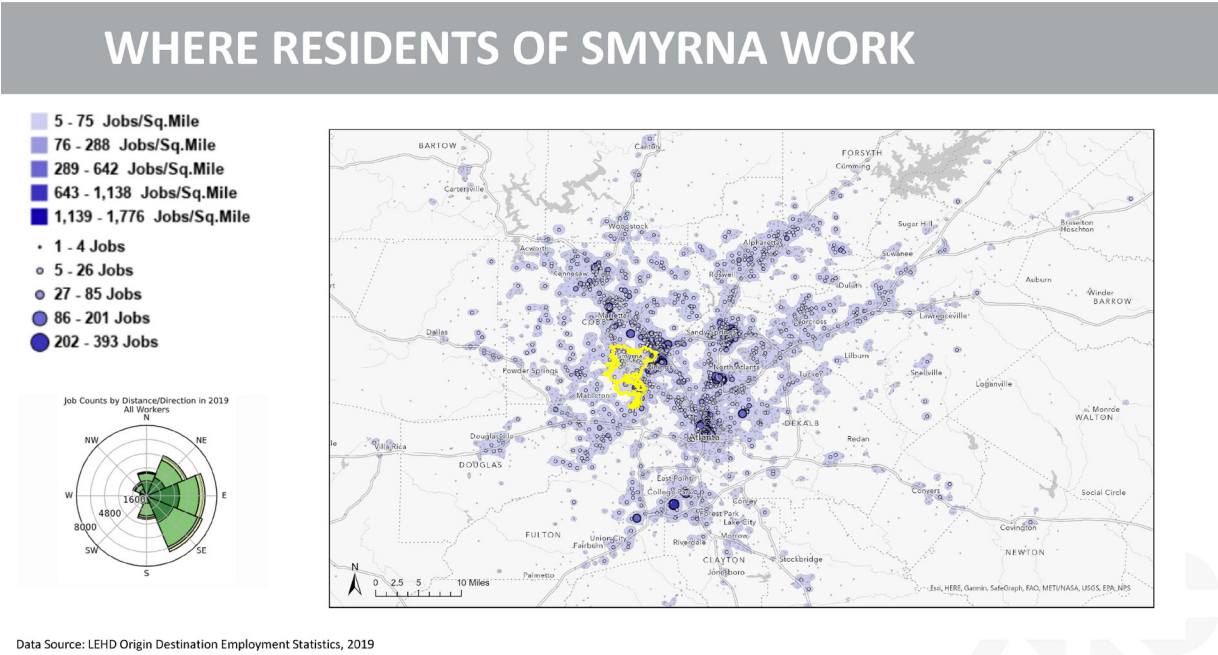 WHERE RESIDENTS OF SMYRNA WORK
5 - 75 Jobs/Sq.Mile
76 - 288 Jobs/Sq.Mile
289 - 642 Jobs/Sq.Mile
643 - 1,138 Jobs/Sq.Mile
1,139 - 1,776 Jobs/Sq.Mile
1 - 4 Jobs
5 - 26 Jobs
27 - 85 Jobs
86 - 201 Jobs
202 - 393 Jobs
Job Counts by Distance/Direction in 2019
All Workers
N
NW
NE
W
E
1600
4800
8000
SW
SE
S
BARTOW
Canton
FORSYTH
Cumming
Cartersville
Woodstock
Sugar Hill
Braselton
Hoschton
Acworth
Alpharetta
Suwanee
Kennesaw
Roswell
Duluth
Auburn
Winder
BARROW
Marietta
COBB
Norcross
Lawrenceville
Dallas
Sandy Springs
Smyrna
Lilburn
Powder Springs
North Atlanta
Tucker
Snellville
Loganville
Mableton
Monroe
WALTON
DEKALB
Atlanta
Redan
Douglasville
Villa Rica
DOUGLAS
East Point
College
Conyers
Social Circle
Conley
Forest Park
Lake City
Covington
FULTON
Union City
Fairburn
Riverdale
Morrow
NEWTON
CLAYTON
Stockbridge
Jonesboro
Palmetto
N
0 2.5 5 10 Miles
Esri, HERE, Garmin, SafeGraph, FAO, METI/NASA, USGS, EPA, NPS
Data Source: LEHD Origin Destination Employment Statistics, 2019